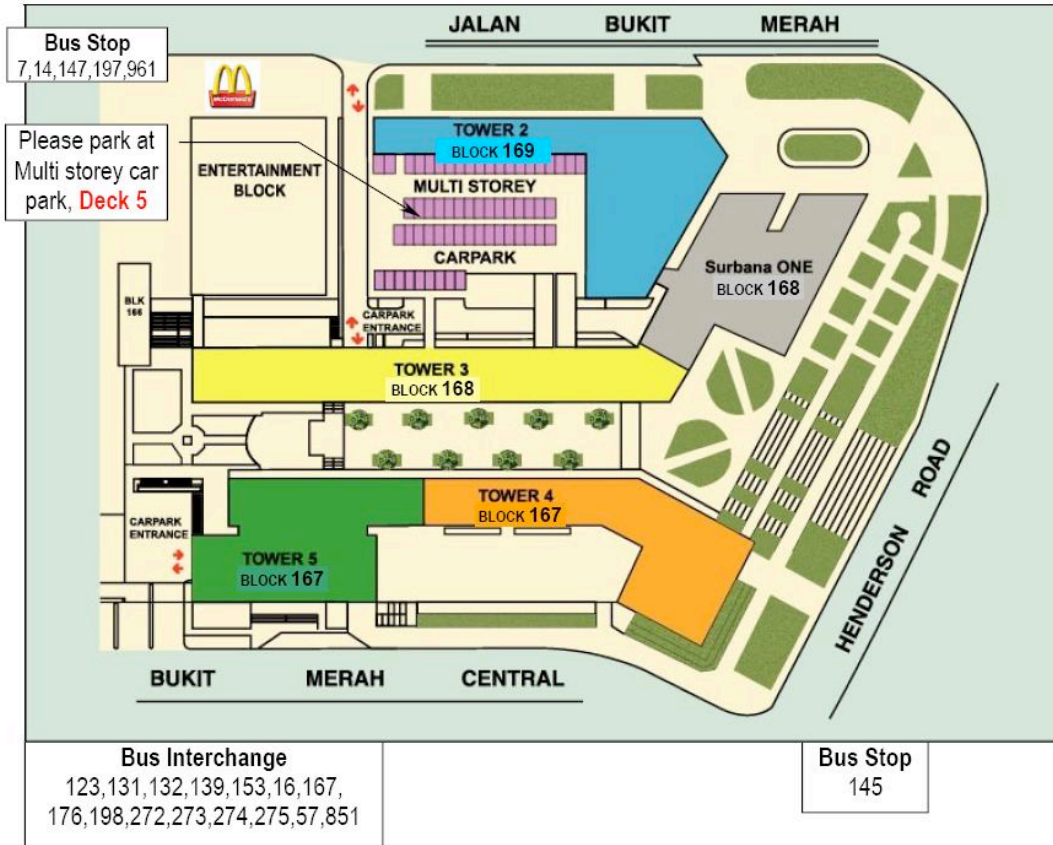 JALAN BUKIT MERAH
Bus Stop
7,14,147,197,961
McDonald's
Please park at
Multi storey car
park, Deck 5
ENTERTAINMENT
BLOCK
TOWER 2
BLOCK 169
MULTI STOREY
CARPARK
Surbana ONE
BLOCK 168
BLK
166
CARPARK
ENTRANCE
TOWER 3
BLOCK 168
TOWER 4
BLOCK 167
CARPARK
ENTRANCE
TOWER 5
BLOCK 167
HENDERSON ROAD
BUKIT MERAH CENTRAL
Bus Interchange
123,131,132,139,153,16,167,
176,198,272,273,274,275,57,851
Bus Stop
145